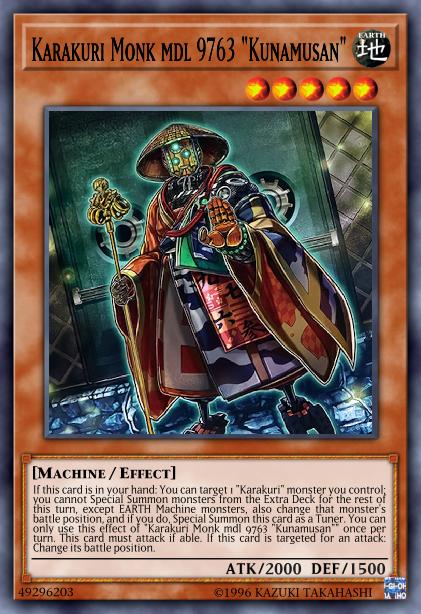 Karakuri Monk mdl 9763 "Kunamusan"
EARTH
地
九
七
六
参
[Machine / Effect]
If this card is in your hand: You can target 1 "Karakuri" monster you control;
you cannot Special Summon monsters from the Extra Deck for the rest of
this turn, except EARTH Machine monsters, also change that monster's
battle position, and if you do, Special Summon this card as a Tuner. You can
only use this effect of "Karakuri Monk mdl 9763 "Kunamusan"" once per
turn. This card must attack if able. If this card is targeted for an attack:
Change its battle position.
ATK/2000 DEF/1500
49296203
©1996 KAZUKI TAKAHASHI